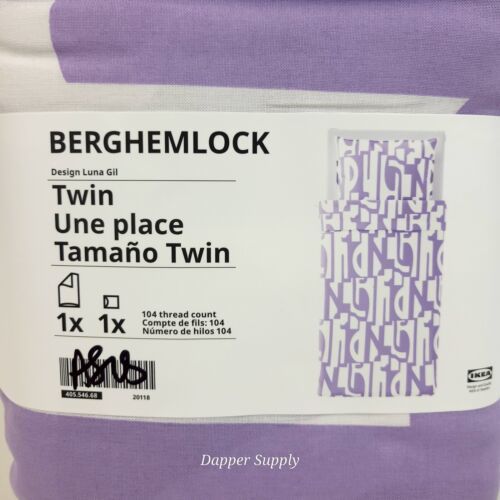 BERGHEMLOCK
Design Luna Gil
Twin
Une place
Tamaño Twin
1x 1x
104 thread count
Compte de fils: 104
Número de hilos 104
405.546.68 20118
IKEA
Dapper Supply